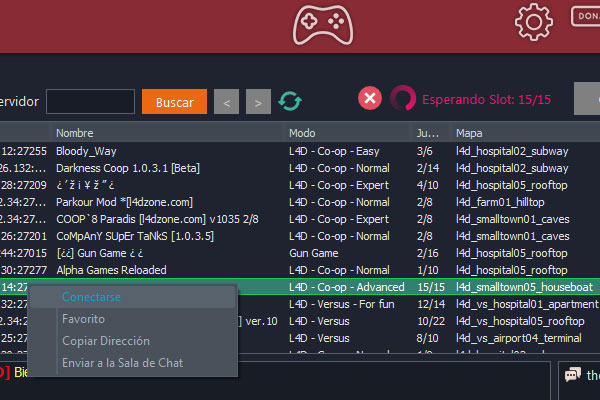 DONA
ervidor Buscar < > Esperando Slot: 15/15
Nombre Modo Ju... Mapa
12:27255 Bloody_Way L4D - Co-op - Easy 3/6 l4d_hospital02_subway
26.132:... Darkness Coop 1.0.3.1 [Beta] L4D - Co-op - Normal 2/14 l4d_hospital02_subway
28:27209 ¿´ž i ¥ ž ˝ ¿ L4D - Co-op - Expert 4/10 l4d_hospital05_rooftop
2.34:27... Parkour Mod *[l4dzone.com] L4D - Co-op - Normal 2/8 l4d_farm01_hilltop
2.34:27... COOP`8 Paradis [l4dzone.com] v1035 2/8 L4D - Co-op - Expert 2/8 l4d_smalltown01_caves
26:27201 CoMpAnY SUpEr TaNkS [1.0.3.5] L4D - Co-op - Normal 2/8 l4d_smalltown01_caves
244:27015 [¿¿] Gun Game ¿¿ Gun Game 2/16 l4d_hospital05_rooftop
30:27277 Alpha Games Reloaded L4D - Co-op - Normal 1/8 l4d_hospital05_rooftop
14:27 L4D - Co-op - Advanced 15/15 l4d_smalltown05_houseboat
32:27 L4D - Versus - For fun 12/14 l4d_vs_hospital01_apartment
2.34:2 ] ver.10 L4D - Versus 10/22 l4d_vs_hospital05_rooftop
25:27 L4D - Versus 8/10 l4d_vs_airport04_terminal
Conectarse
Favorito
Copiar Dirección
Enviar a la Sala de Chat
O] Bie the